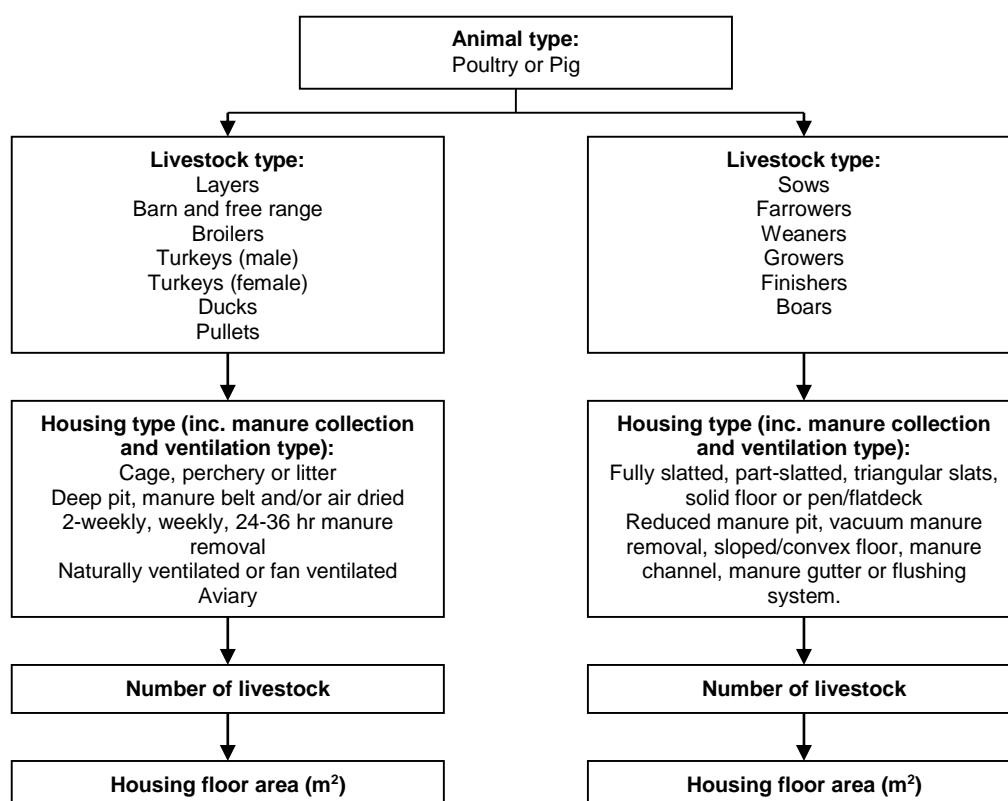 Animal type:
Poultry or Pig
Livestock type:
Layers
Barn and free range
Broilers
Turkeys (male)
Turkeys (female)
Ducks
Pullets
Livestock type:
Sows
Farrowers
Weaners
Growers
Finishers
Boars
Housing type (inc. manure collection
and ventilation type):
Cage, perchery or litter
Deep pit, manure belt and/or air dried
2-weekly, weekly, 24-36 hr manure
removal
Naturally ventilated or fan ventilated
Aviary
Housing type (inc. manure collection
and ventilation type):
Fully slatted, part-slatted, triangular slats,
solid floor or pen/flatdeck
Reduced manure pit, vacuum manure
removal, sloped/convex floor, manure
channel, manure gutter or flushing
system.
Number of livestock
Number of livestock
Housing floor area (m²)
Housing floor area (m²)